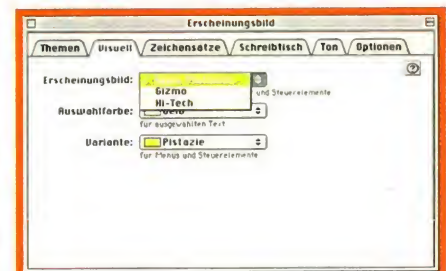 Erscheinungsbild
Themen Visuell Zeichensätze Schreibtisch Ton Optionen
Erscheinungsbild:
Gizmo
Hi-Tech
und Steuerelemente
Auswahlfarbe: Gelb
für ausgewählten Text
Variante: Pistazie
für Menüs und Steuerelemente